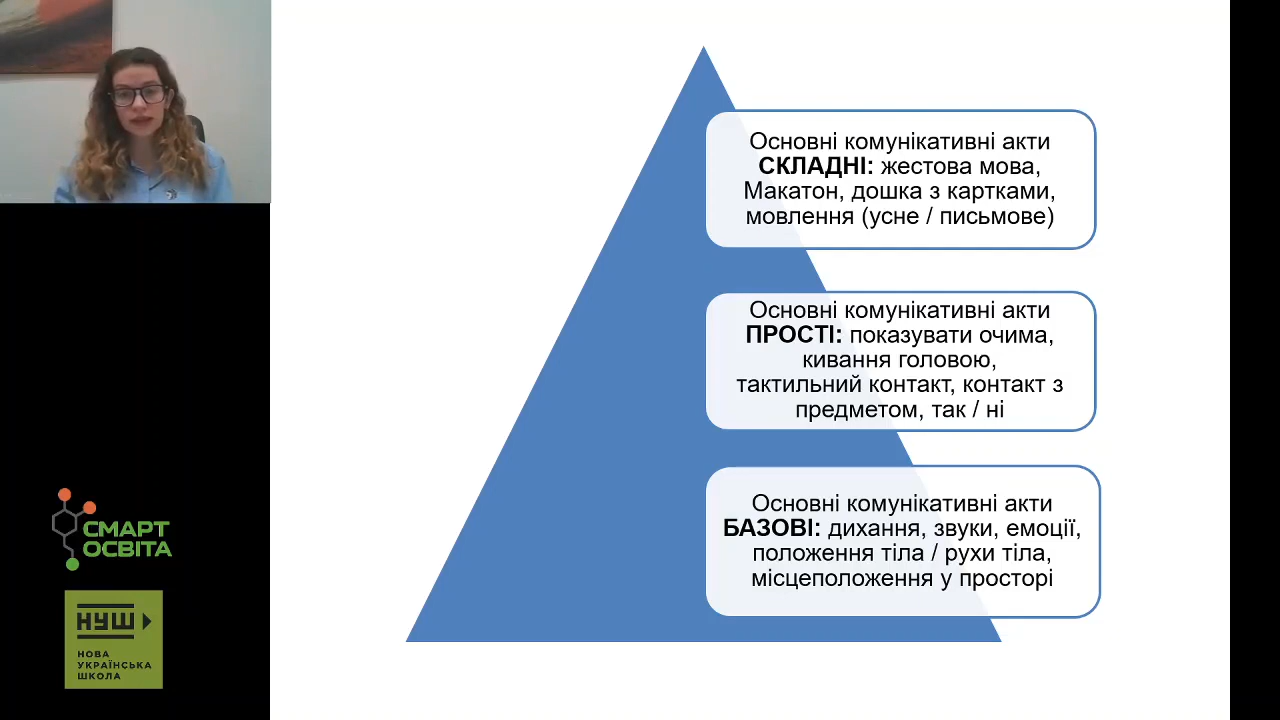 Основні комунікативні акти
СКЛАДНІ: жестова мова,
Макатон, дошка з картками,
мовлення (усне / письмове)
Основні комунікативні акти
ПРОСТІ: показувати очима,
кивання головою,
тактильний контакт, контакт з
предметом, так / ні
Основні комунікативні акти
БАЗОВІ: дихання, звуки, емоції,
положення тіла / рухи тіла,
місцеположення у просторі
СМАРТ
ОСВІТА
НУШ
НОВА
УКРАЇНСЬКА
ШКОЛА